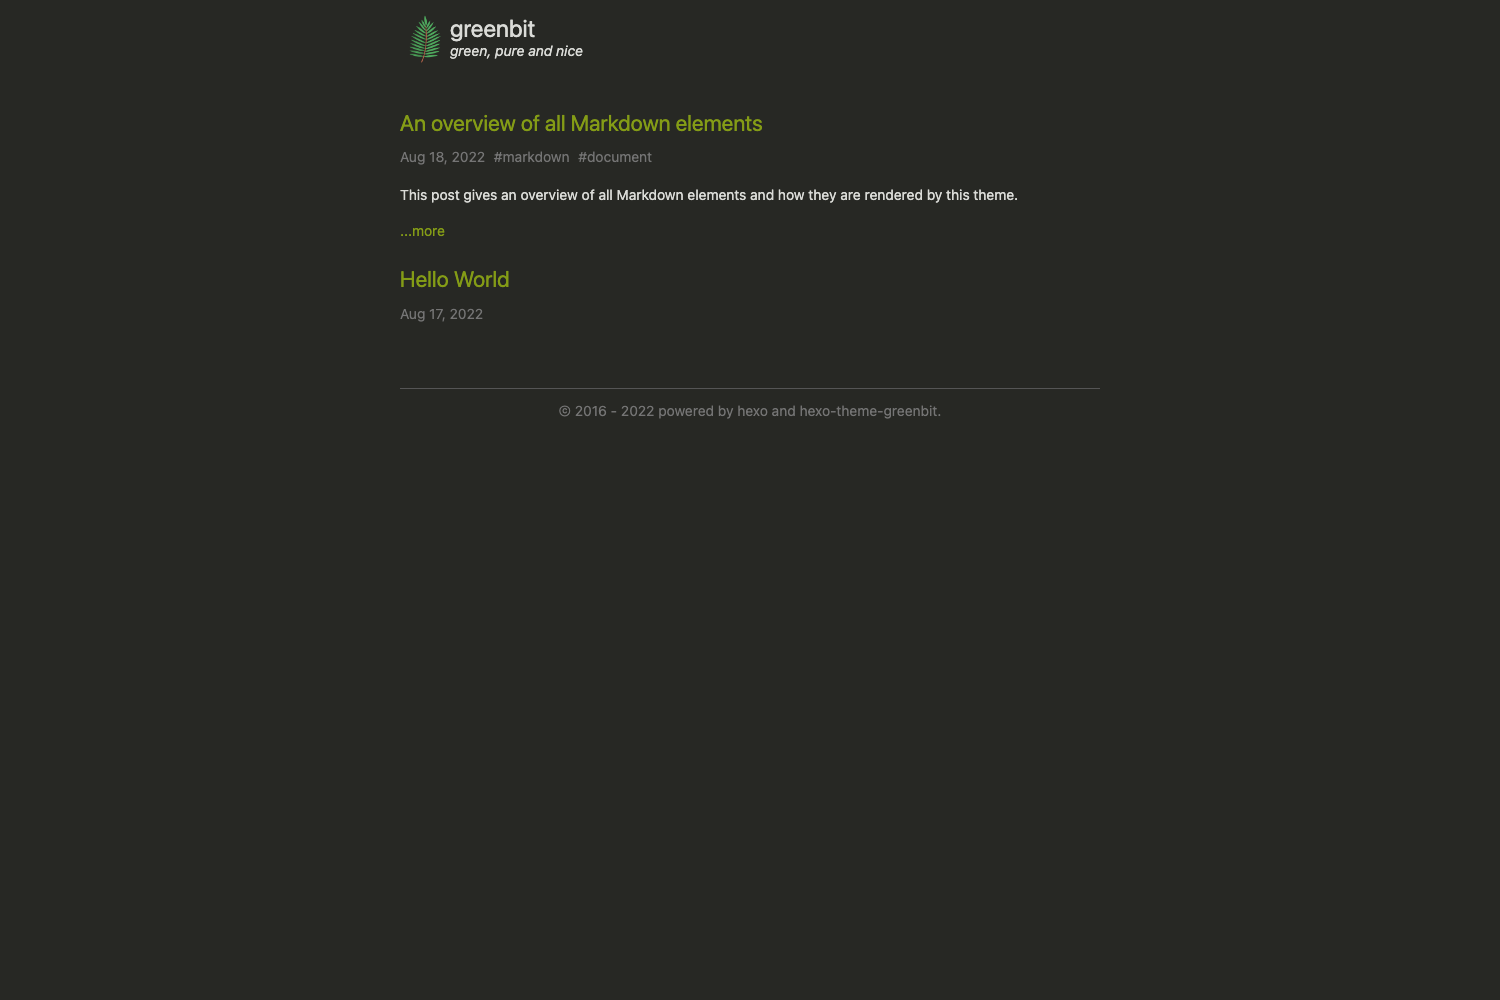 greenbit
green, pure and nice
An overview of all Markdown elements
Aug 18, 2022 #markdown #document
This post gives an overview of all Markdown elements and how they are rendered by this theme.
...more
Hello World
Aug 17, 2022
© 2016 - 2022 powered by hexo and hexo-theme-greenbit.